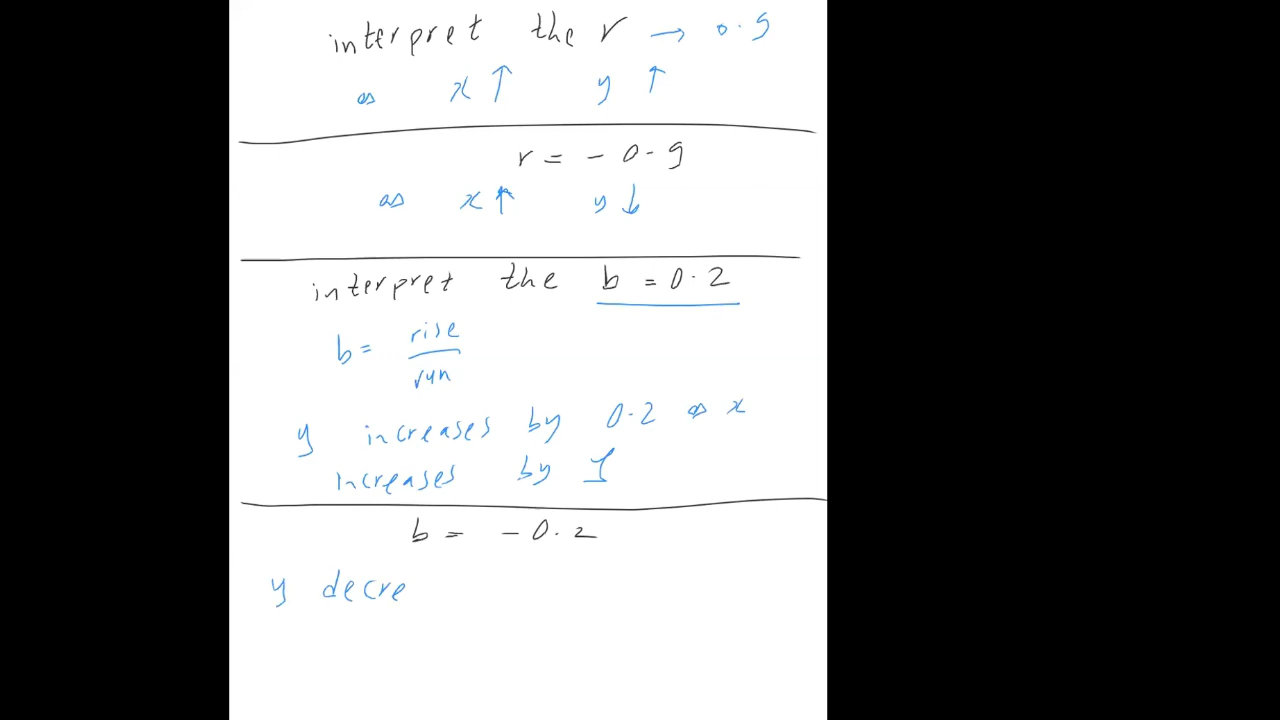 interpret the r → 0.9
as x ↑ y ↑
r = - 0.9
as x ↑ y ↓
interpret the b = 0.2
b = rise
run
y increases by 0.2 as x
increases by 1
b = - 0.2
y decre